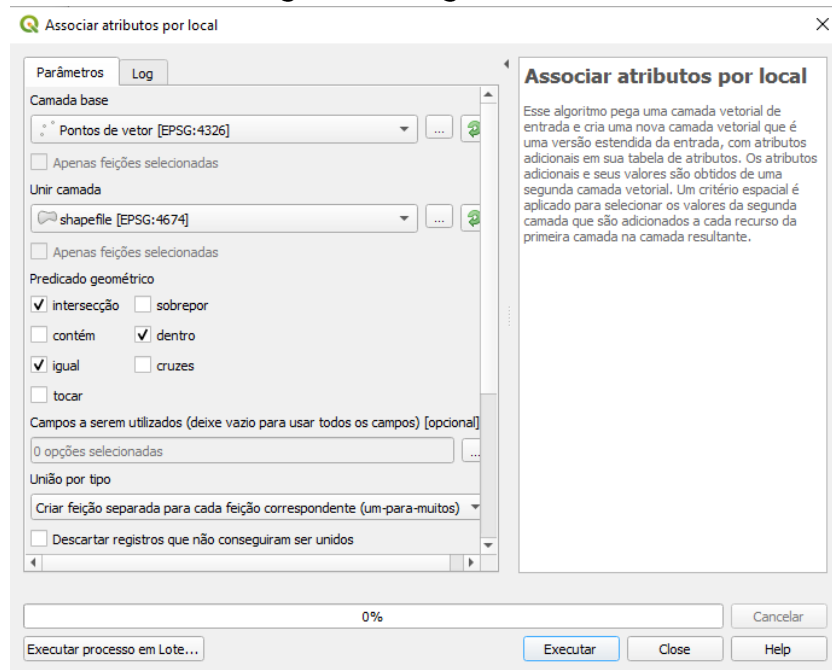 Associar atributos por local
Parâmetros
Log
Camada base
Pontos de vetor [EPSG:4326]
...
Apenas feições selecionadas
Unir camada
shapefile [EPSG:4674]
...
Apenas feições selecionadas
Predicado geométrico
intersecção
sobrepor
contém
dentro
igual
cruzes
tocar
Campos a serem utilizados (deixe vazio para usar todos os campos) [opcional]
0 opções selecionadas
...
União por tipo
Criar feição separada para cada feição correspondente (um-para-muitos)
Descartar registros que não conseguiram ser unidos
Associar atributos por local
Esse algoritmo pega uma camada vetorial de
entrada e cria uma nova camada vetorial que é
uma versão estendida da entrada, com atributos
adicionais em sua tabela de atributos. Os atributos
adicionais e seus valores são obtidos de uma
segunda camada vetorial. Um critério espacial é
aplicado para selecionar os valores da segunda
camada que são adicionados a cada recurso da
primeira camada na camada resultante.
0%
Cancelar
Executar processo em Lote...
Executar
Close
Help